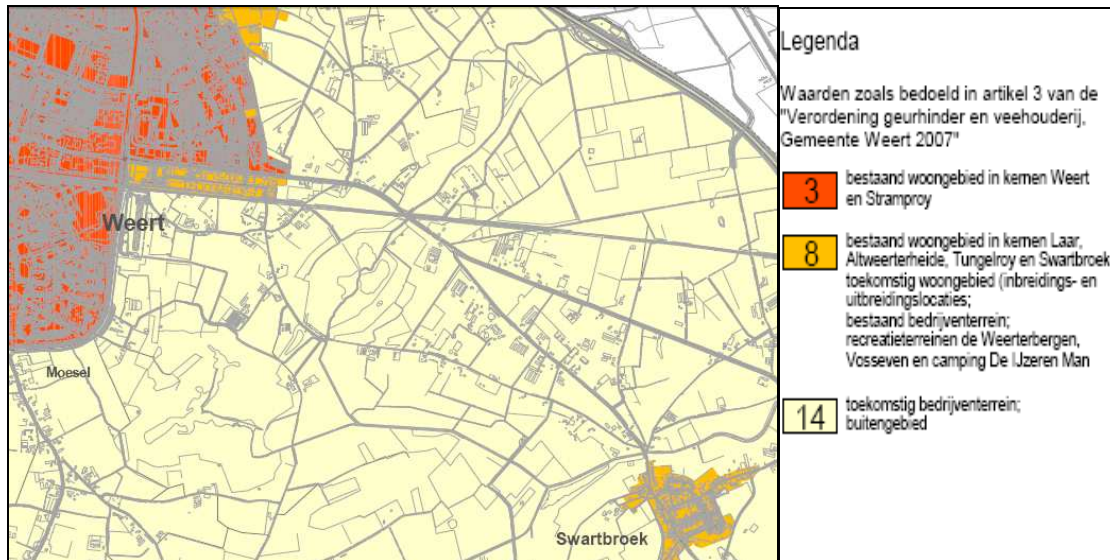 Weert
Moesel
Swartbroek
Legenda
Waarden zoals bedoeld in artikel 3 van de
"Verordening geurhinder en veehouderij,
Gemeente Weert 2007"
3
bestaand woongebied in kernen Weert
en Stramproy
8
bestaand woongebied in kernen Laar,
Altweerterheide, Tungelroy en Swartbroek
toekomstig woongebied (inbreidings- en
uitbreidingslocaties;
bestaand bedrijventerrein;
recreatieterreinen de Weerterbergen,
Vosseven en camping De IJzeren Man
14
toekomstig bedrijventerrein;
buitengebied